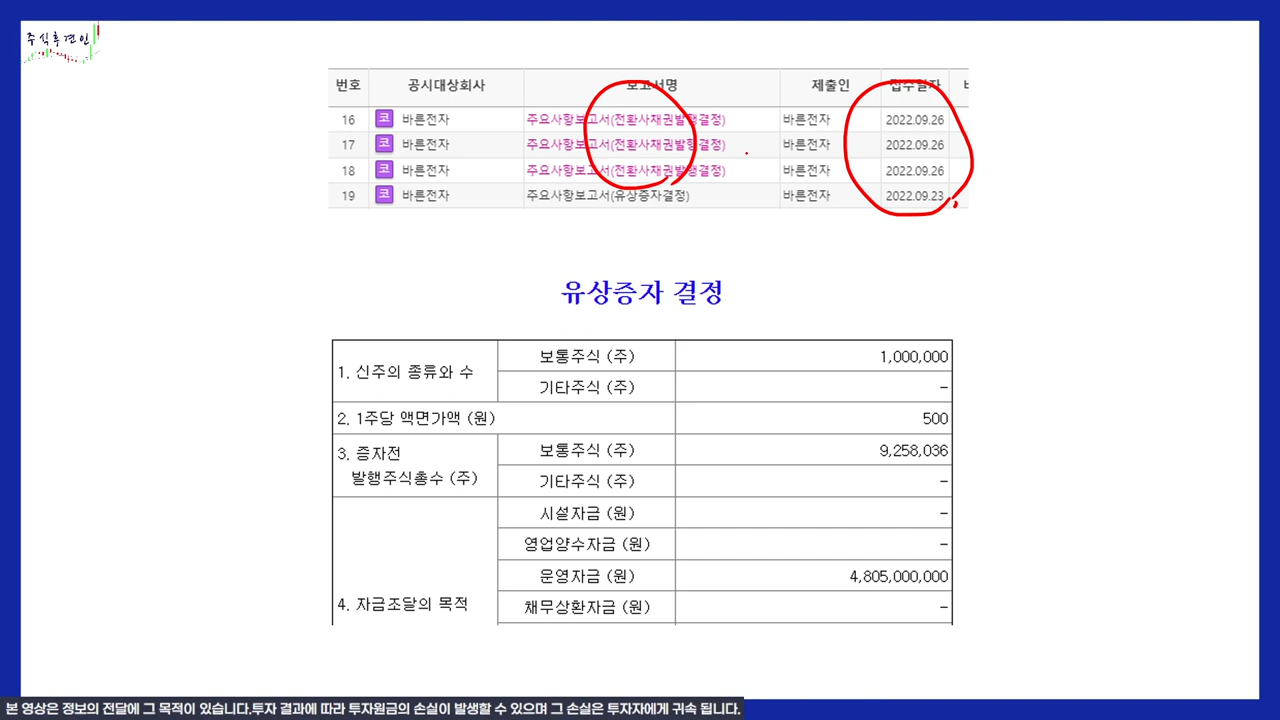 주식후견인
번호 공시대상회사 보고서명 제출인 접수일자
16 코 바른전자 주요사항보고서(전환사채권발행결정) 바른전자 2022.09.26
17 코 바른전자 주요사항보고서(전환사채권발행결정) 바른전자 2022.09.26
18 코 바른전자 주요사항보고서(전환사채권발행결정) 바른전자 2022.09.26
19 코 바른전자 주요사항보고서(유상증자결정) 바른전자 2022.09.23
유상증자 결정
1. 신주의 종류와 수 보통주식 (주) 1,000,000
기타주식 (주) -
2. 1주당 액면가액 (원) 500
3. 증자전
발행주식총수 (주) 보통주식 (주) 9,258,036
기타주식 (주) -
4. 자금조달의 목적 시설자금 (원) -
영업양수자금 (원) -
운영자금 (원) 4,805,000,000
채무상환자금 (원) -
본 영상은 정보의 전달에 그 목적이 있습니다.투자 결과에 따라 투자원금의 손실이 발생할 수 있으며 그 손실은 투자자에게 귀속 됩니다.